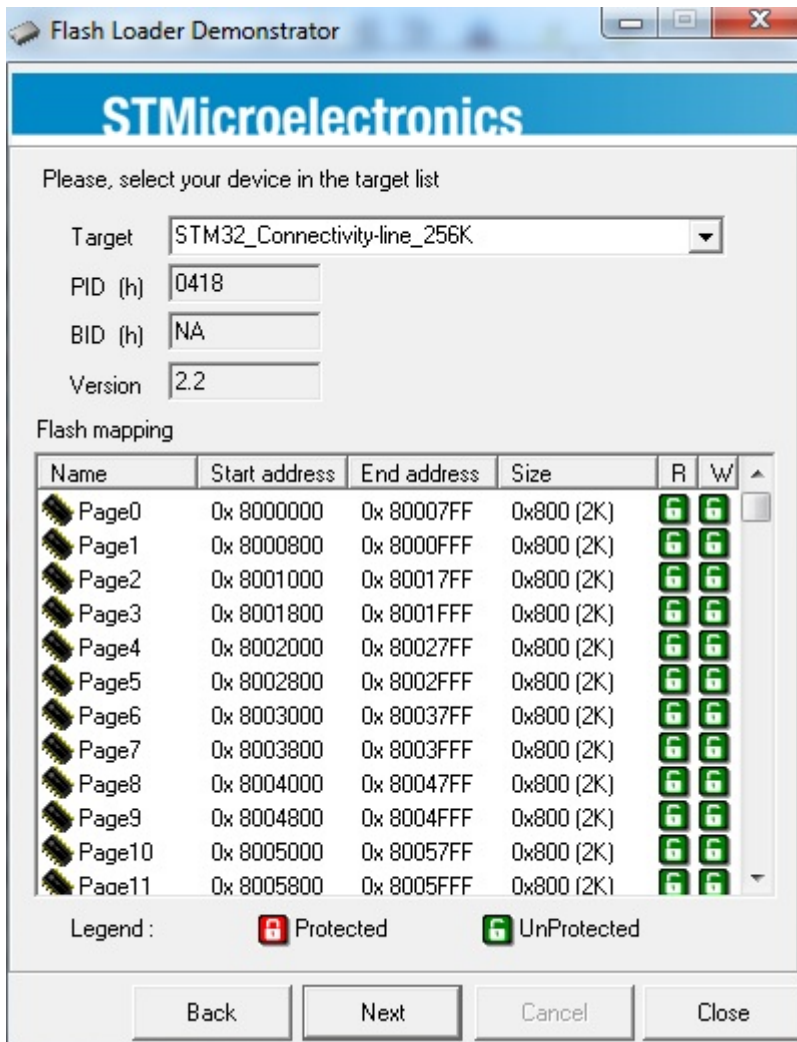 Flash Loader Demonstrator
STMicroelectronics
Please, select your device in the target list
Target STM32_Connectivity-line_256K
PID (h) 0418
BID (h) NA
Version 2.2
Flash mapping
Name Start address End address Size R W
Page0 0x 8000000 0x 80007FF 0x800 (2K)
Page1 0x 8000800 0x 8000FFF 0x800 (2K)
Page2 0x 8001000 0x 80017FF 0x800 (2K)
Page3 0x 8001800 0x 8001FFF 0x800 (2K)
Page4 0x 8002000 0x 80027FF 0x800 (2K)
Page5 0x 8002800 0x 8002FFF 0x800 (2K)
Page6 0x 8003000 0x 80037FF 0x800 (2K)
Page7 0x 8003800 0x 8003FFF 0x800 (2K)
Page8 0x 8004000 0x 80047FF 0x800 (2K)
Page9 0x 8004800 0x 8004FFF 0x800 (2K)
Page10 0x 8005000 0x 80057FF 0x800 (2K)
Page11 0x 8005800 0x 8005FFF 0x800 (2K)
Legend : Protected UnProtected
Back Next Cancel Close